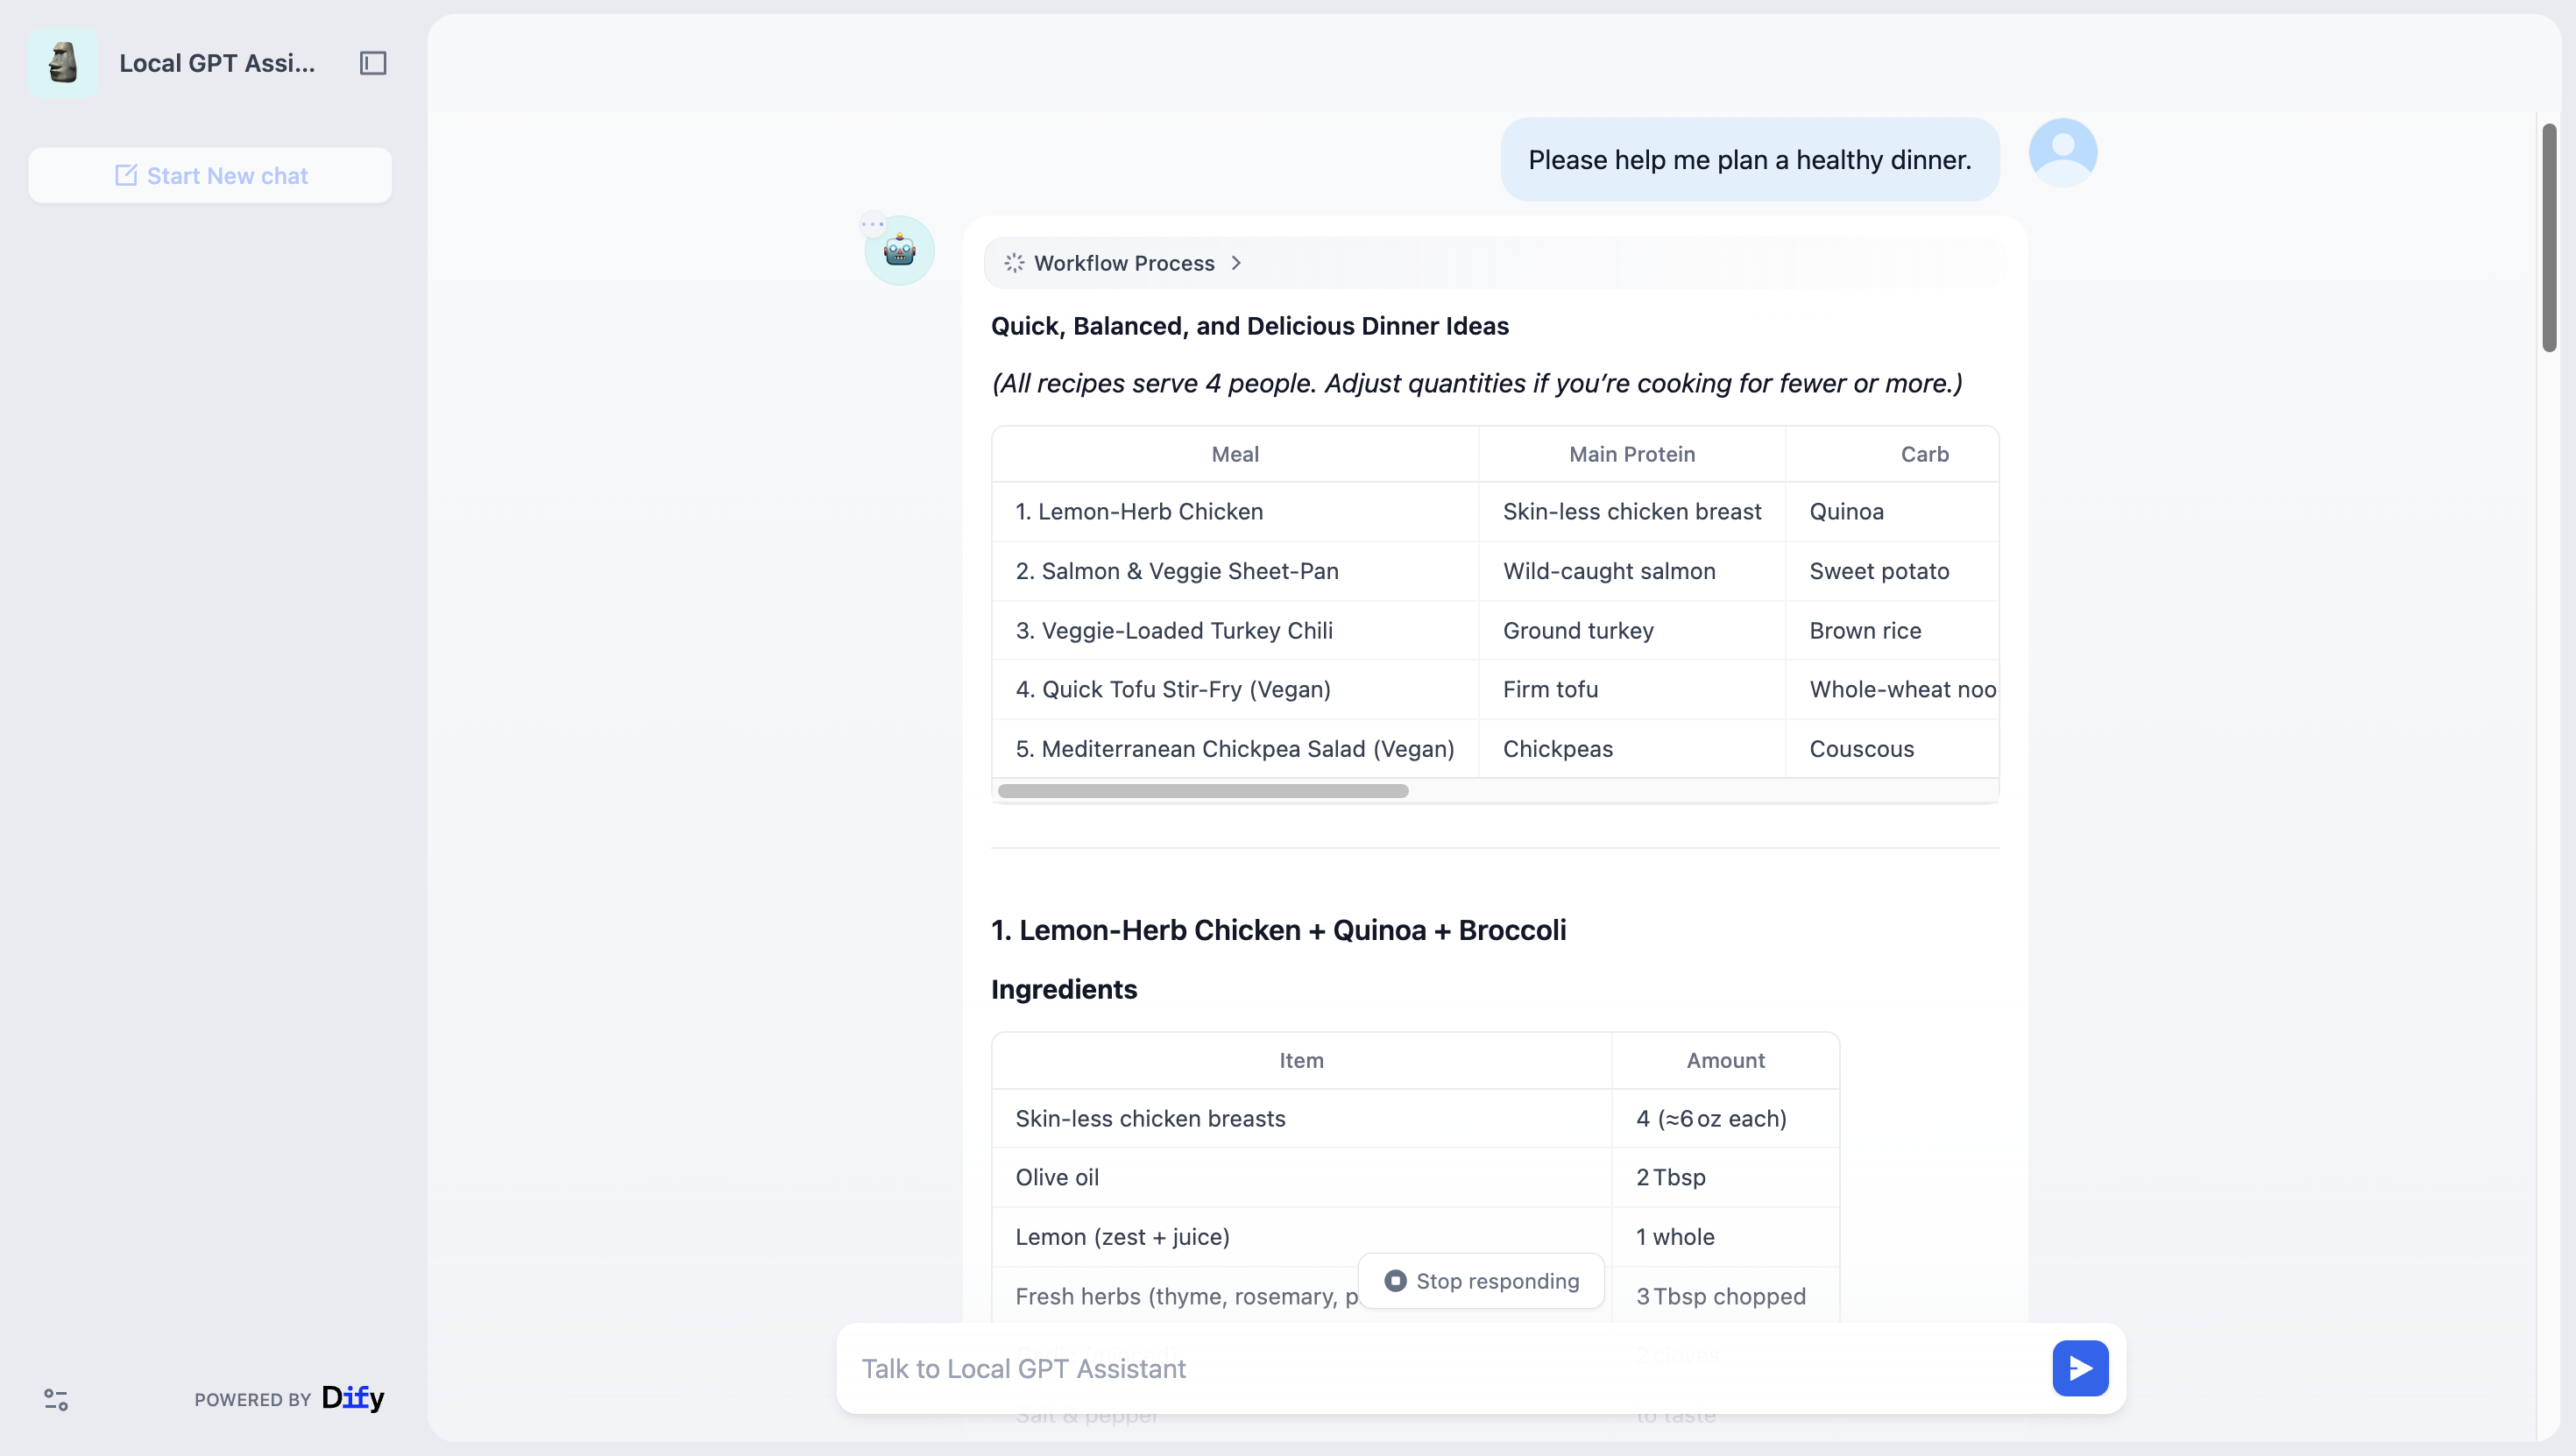 Local GPT Assi...
Start New chat
Please help me plan a healthy dinner.
Workflow Process
Quick, Balanced, and Delicious Dinner Ideas
(All recipes serve 4 people. Adjust quantities if you’re cooking for fewer or more.)
Meal Main Protein Carb
1. Lemon-Herb Chicken Skin-less chicken breast Quinoa
2. Salmon & Veggie Sheet-Pan Wild-caught salmon Sweet potato
3. Veggie-Loaded Turkey Chili Ground turkey Brown rice
4. Quick Tofu Stir-Fry (Vegan) Firm tofu Whole-wheat noo
5. Mediterranean Chickpea Salad (Vegan) Chickpeas Couscous
1. Lemon-Herb Chicken + Quinoa + Broccoli
Ingredients
Item Amount
Skin-less chicken breasts 4 (≈6 oz each)
Olive oil 2 Tbsp
Lemon (zest + juice) 1 whole
Fresh herbs (thyme, rosemary, p 3 Tbsp chopped
Stop responding
2 cloves
Talk to Local GPT Assistant
Salt & pepper to taste
POWERED BY Dify